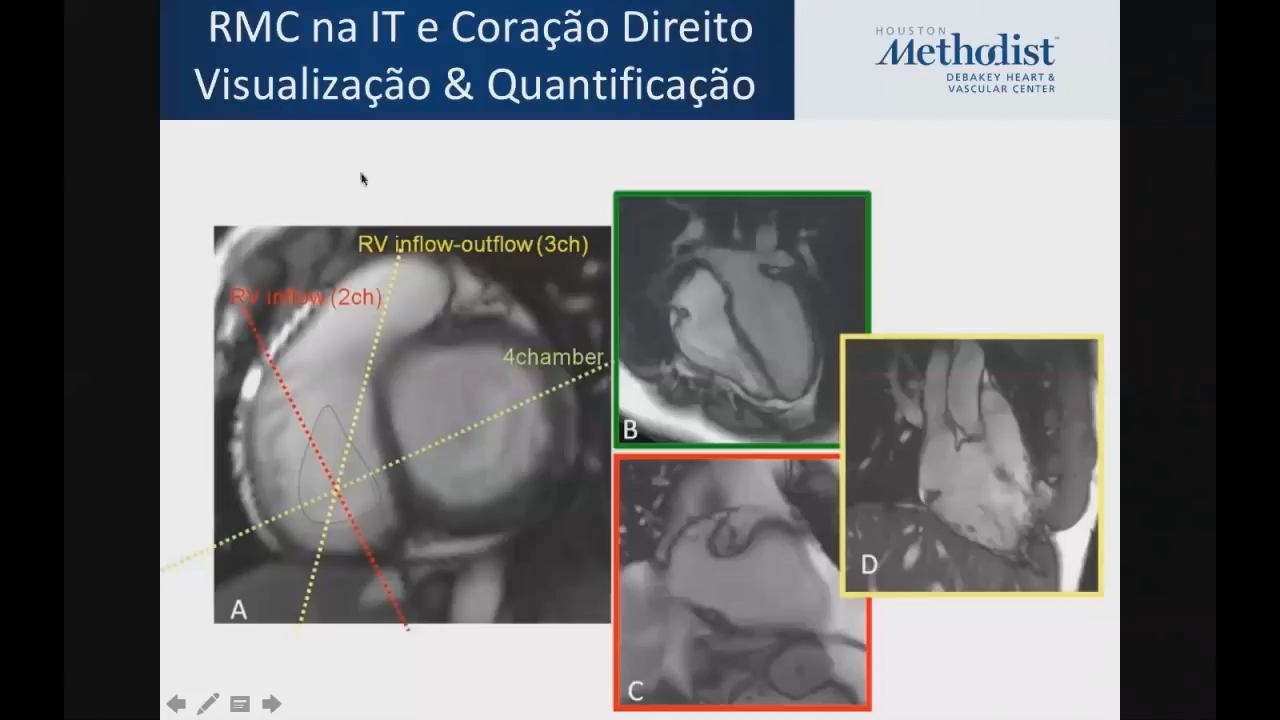 RMC na IT e Coração Direito
Visualização & Quantificação
HOUSTON
Methodist
DEBAKEY HEART &
VASCULAR CENTER
RV inflow-outflow (3ch)
RV inflow (2ch)
4chamber
A
B
C
D